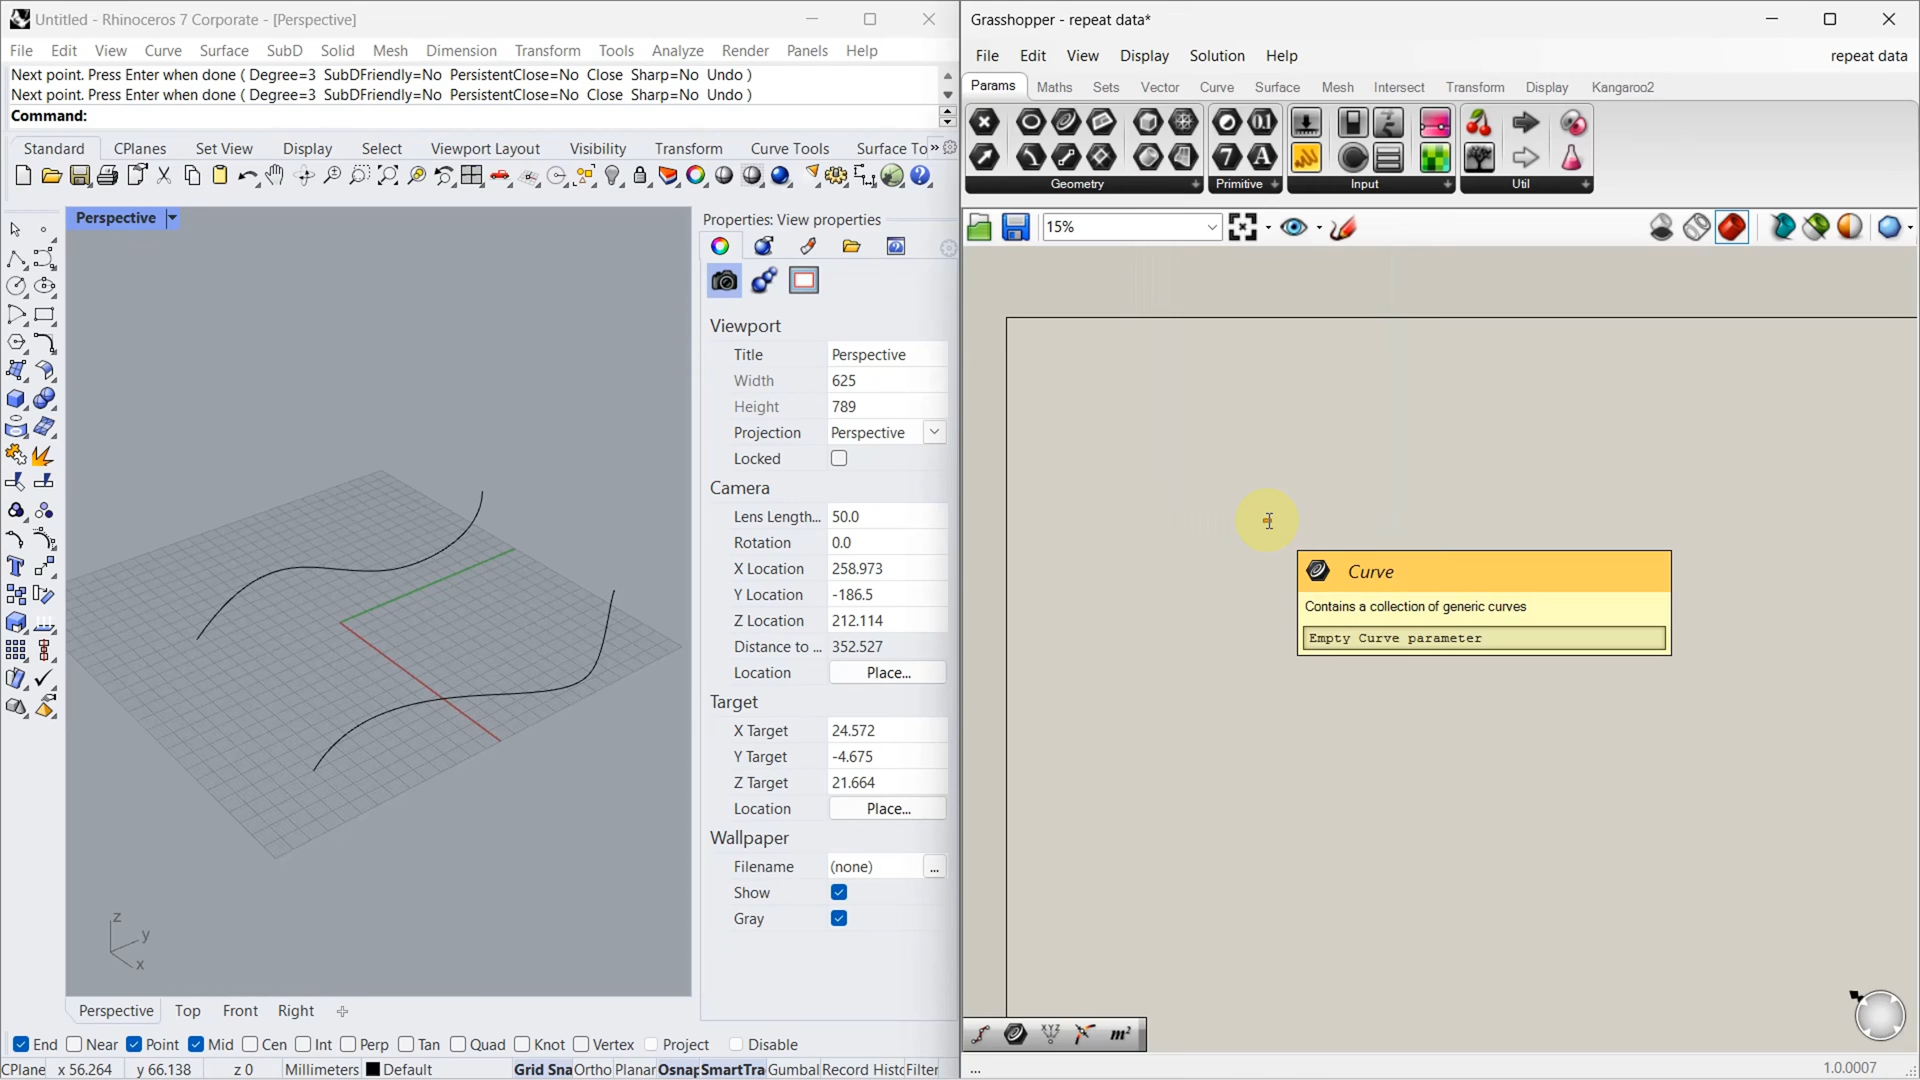 Untitled - Rhinoceros 7 Corporate - [Perspective]
File Edit View Curve Surface SubD Solid Mesh Dimension Transform Tools Analyze Render Panels Help
Next point. Press Enter when done ( Degree=3 SubDFriendly=No PersistentClose=No Close Sharp=No Undo )
Next point. Press Enter when done ( Degree=3 SubDFriendly=No PersistentClose=No Close Sharp=No Undo )
Command:
Standard CPlanes Set View Display Select Viewport Layout Visibility Transform Curve Tools Surface To »
Perspective
Properties: View properties
Viewport
Title Perspective
Width 625
Height 789
Projection Perspective
Locked
Camera
Lens Length... 50.0
Rotation 0.0
X Location 258.973
Y Location -186.5
Z Location 212.114
Distance to ... 352.527
Location Place...
Target
X Target 24.572
Y Target -4.675
Z Target 21.664
Location Place...
Wallpaper
Filename (none) ...
Show
Gray
z
y
x
Perspective Top Front Right
End Near Point Mid Cen Int Perp Tan Quad Knot Vertex Project Disable
CPlane x 56.264 y 66.138 z 0 Millimeters Default Grid Sna Ortho Planar Osnap SmartTra Gumbal Record Histo Filter
Grasshopper - repeat data*
File Edit View Display Solution Help repeat data
Params Maths Sets Vector Curve Surface Mesh Intersect Transform Display Kangaroo2
Geometry Primitive Input Util
15%
Curve
Contains a collection of generic curves
Empty Curve parameter
XYZ m²
... 1.0.0007